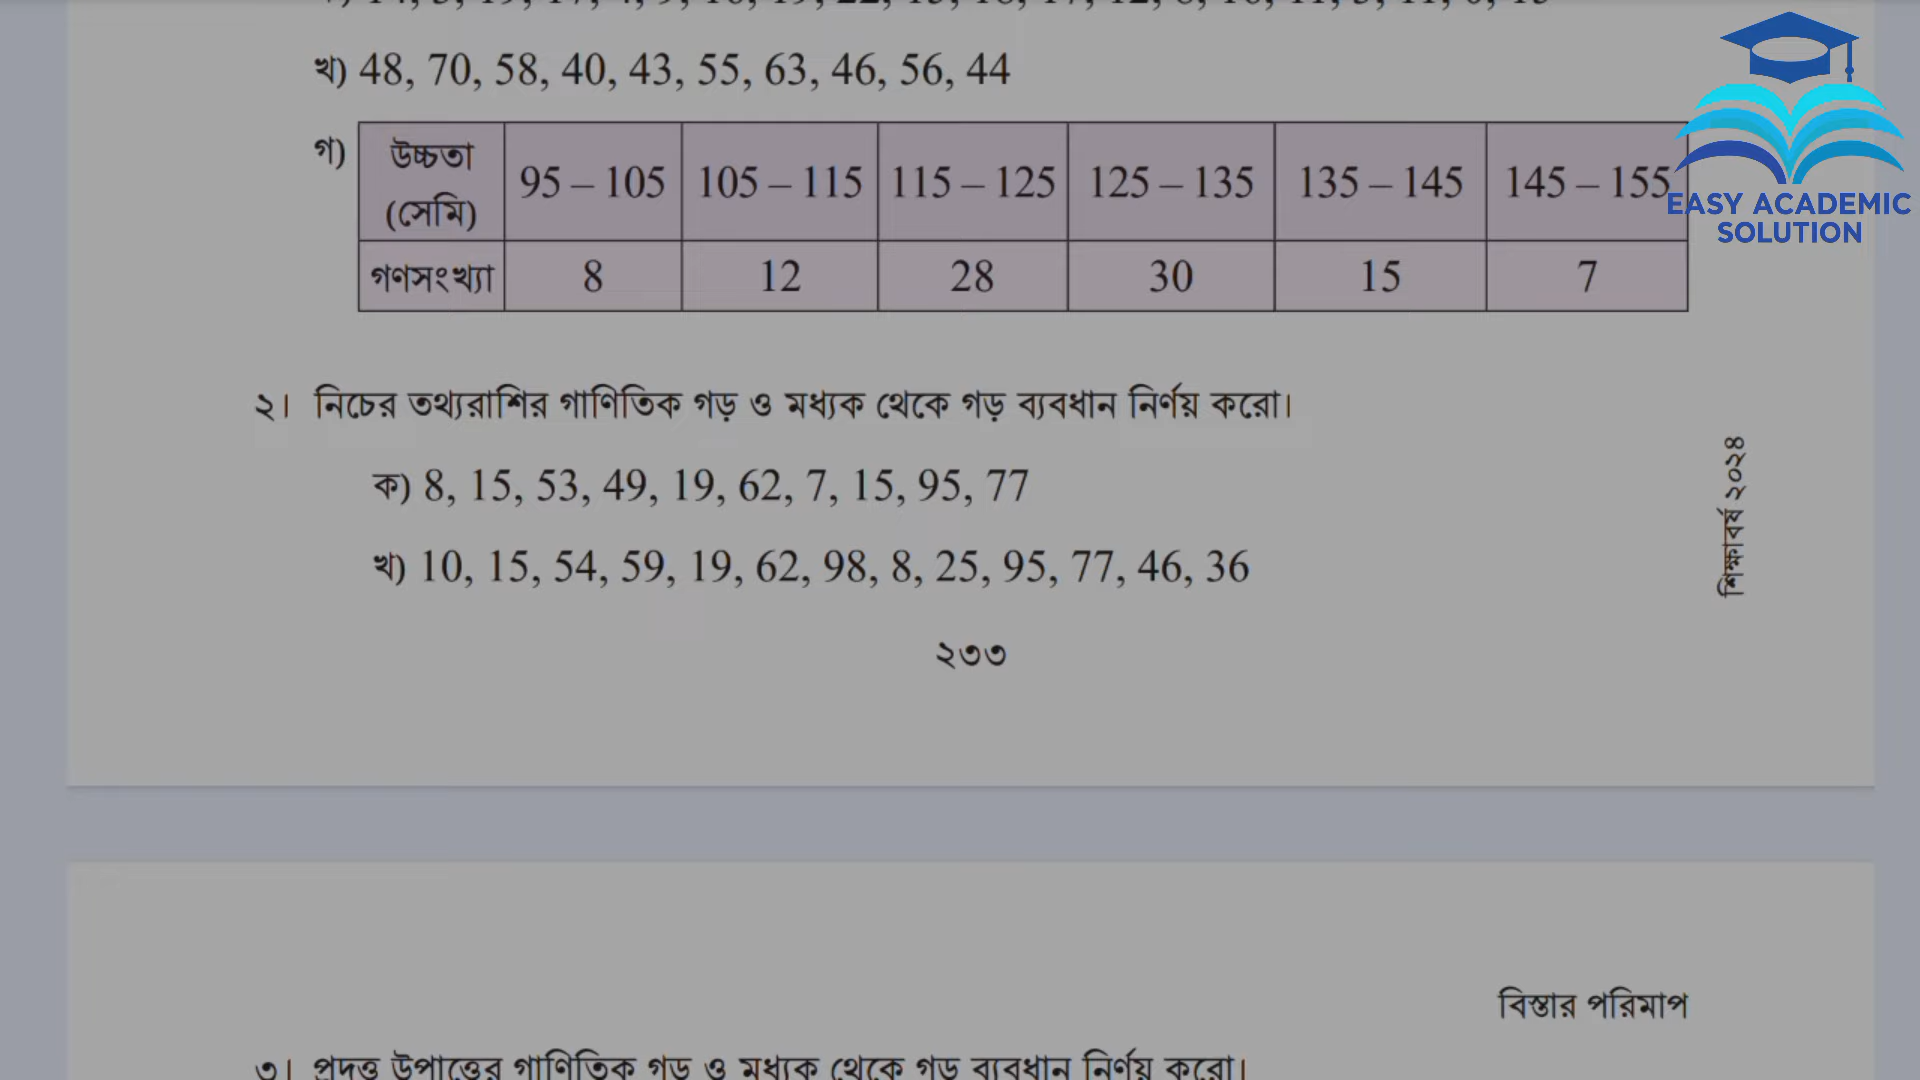 খ) 48, 70, 58, 40, 43, 55, 63, 46, 56, 44
গ) উচ্চতা (সেমি) 95 – 105 105 – 115 115 – 125 125 – 135 135 – 145 145 – 155
গণসংখ্যা 8 12 28 30 15 7
EASY ACADEMIC
SOLUTION
২। নিচের তথ্যরাশির গাণিতিক গড় ও মধ্যক থেকে গড় ব্যবধান নির্ণয় করো।
ক) 8, 15, 53, 49, 19, 62, 7, 15, 95, 77
খ) 10, 15, 54, 59, 19, 62, 98, 8, 25, 95, 77, 46, 36
শিক্ষাবর্ষ ২০২৪
২৩৩
বিস্তার পরিমাপ
৩। প্রদত্ত উপাত্তের গাণিতিক গড় ও মধ্যক থেকে গড় ব্যবধান নির্ণয় করো।